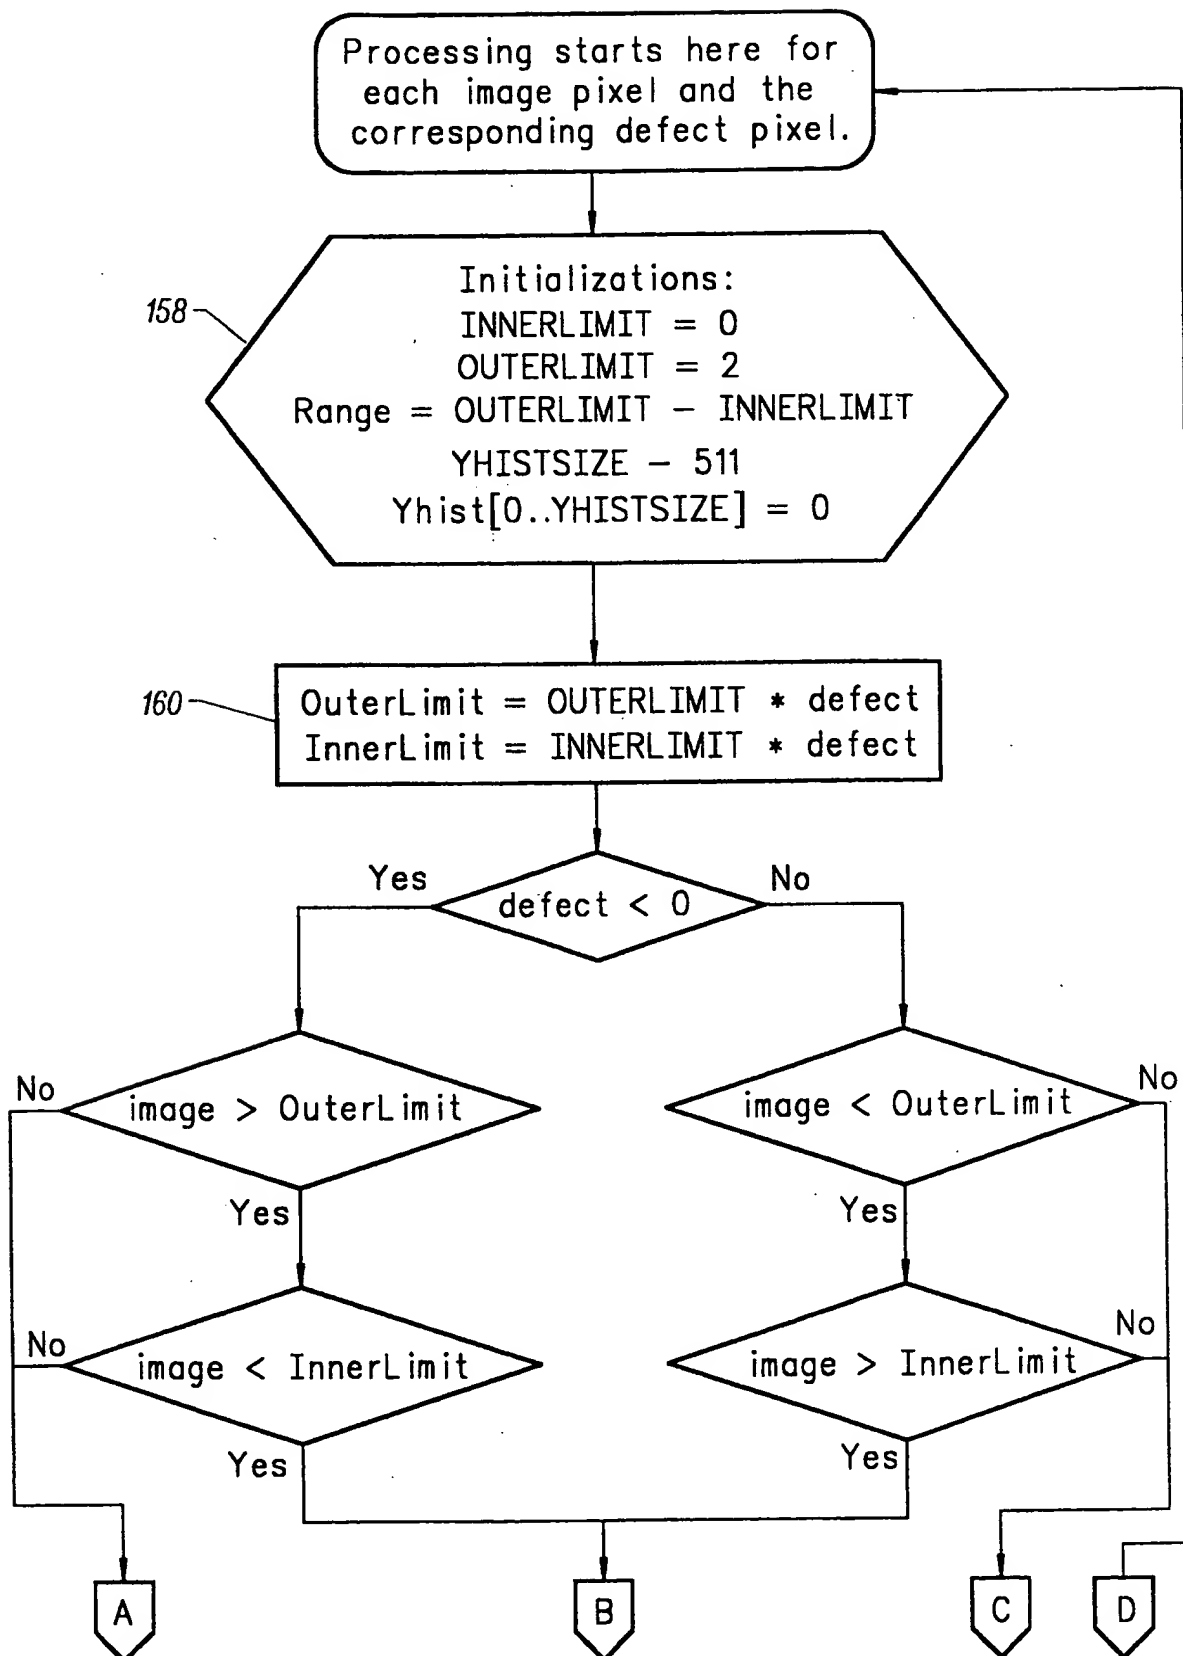 Processing starts here for
each image pixel and the
corresponding defect pixel.
158
Initializations:
INNERLIMIT = 0
OUTERLIMIT = 2
Range = OUTERLIMIT - INNERLIMIT
YHISTSIZE - 511
Yhist[0..YHISTSIZE] = 0
160
OuterLimit = OUTERLIMIT * defect
InnerLimit = INNERLIMIT * defect
Yes
defect < 0
No
No
image > OuterLimit
image < OuterLimit
No
Yes
Yes
No
image < InnerLimit
image > InnerLimit
No
Yes
Yes
A
B
C
D